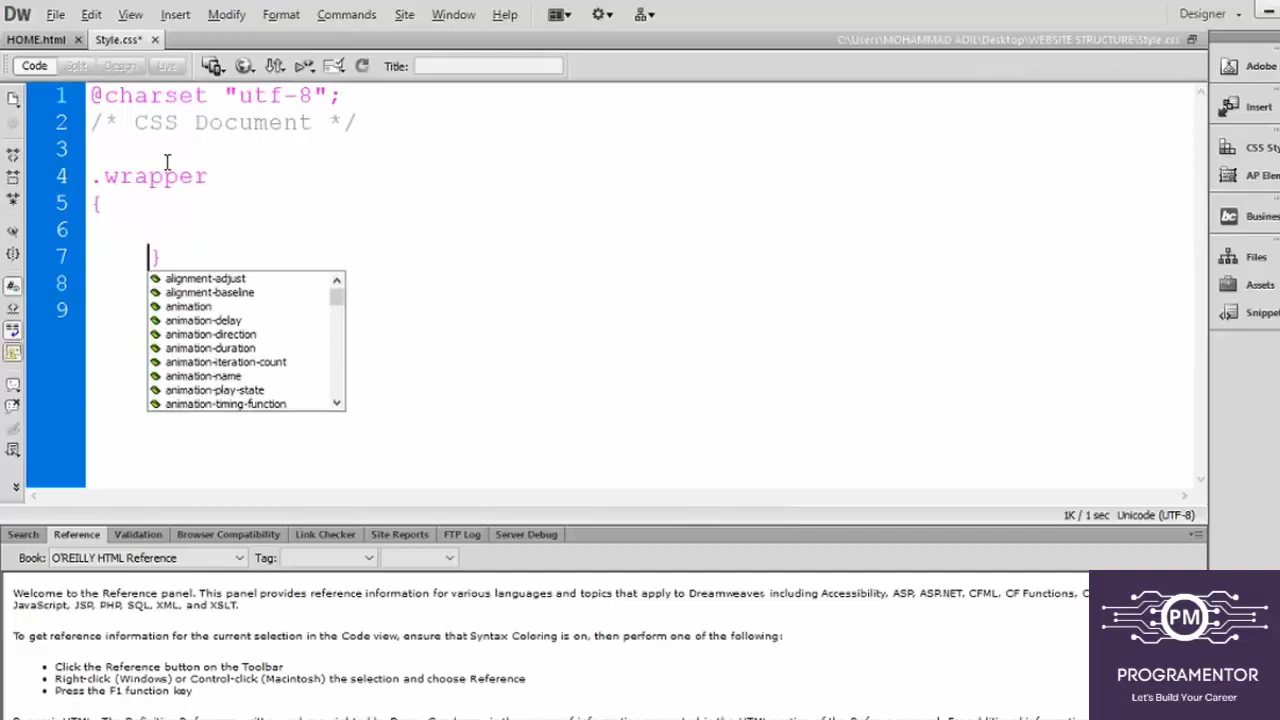 Dw File Edit View Insert Modify Format Commands Site Window Help Designer
HOME.html Style.css* C:\Users\MOHAMMAD ADIL\Desktop\WEBSITE STRUCTURE\Style.css
Code Split Design Live Title:
1 @charset "utf-8";
2 /* CSS Document */
3
4 .wrapper
5 {
6
7 }
8
9
alignment-adjust
alignment-baseline
animation
animation-delay
animation-direction
animation-duration
animation-iteration-count
animation-name
animation-play-state
animation-timing-function
Adobe
Insert
CSS Sty
AP Elem
Busines
Files
Assets
Snippet
1K / 1 sec Unicode (UTF-8)
Search Reference Validation Browser Compatibility Link Checker Site Reports FTP Log Server Debug
Book: O'REILLY HTML Reference Tag:
Welcome to the Reference panel. This panel provides reference information for various languages and topics that apply to Dreamweaver, including Accessibility, ASP, ASP.NET, CFML, CF Functions, C
JavaScript, JSP, PHP, SQL, XML, and XSLT.
To get reference information for the current selection in the Code view, ensure that Syntax Coloring is on, then perform one of the following:
Click the Reference button on the Toolbar
Right-click (Windows) or Control-click (Macintosh) the selection and choose Reference
Press the F1 function key
PM
PROGRAMENTOR
Let's Build Your Career